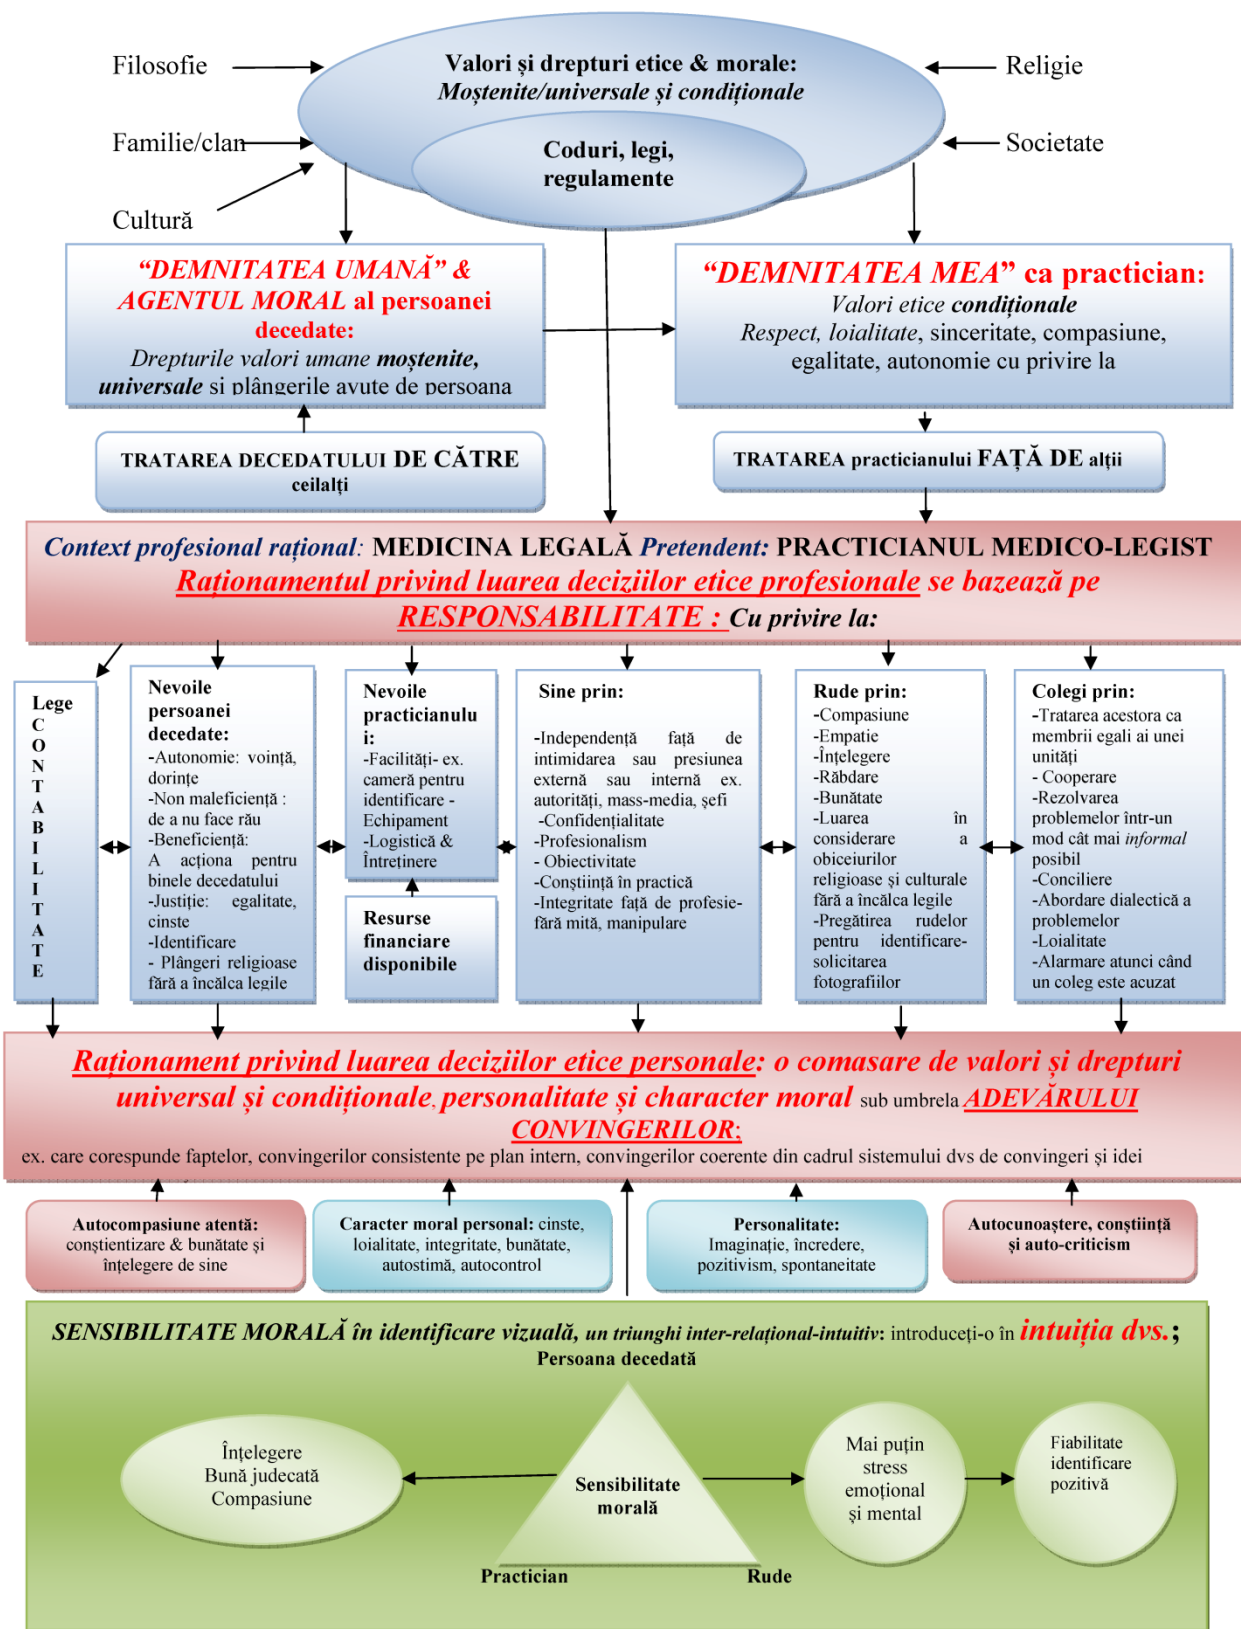 Filosofie
Valori și drepturi etice & morale:
Moștenite/universale și condiționale
Religie
Familie/clan
Coduri, legi,
regulamente
Societate
Cultură
“DEMNITATEA UMANĂ” &
AGENTUL MORAL al persoanei
decedate:
Drepturile valori umane moștenite,
universale si plângerile avute de persoana
“DEMNITATEA MEA” ca practician:
Valori etice condiționale
Respect, loialitate, sinceritate, compasiune,
egalitate, autonomie cu privire la
TRATAREA DECEDATULUI DE CĂTRE
ceilalți
TRATAREA practicianului FAȚĂ DE alții
Context profesional rațional: MEDICINA LEGALĂ Pretendent: PRACTICIANUL MEDICO-LEGIST
Raționamentul privind luarea deciziilor etice profesionale se bazează pe
RESPONSABILITATE : Cu privire la:
Lege
C
O
N
T
A
B
I
L
I
T
A
T
E
Nevoile
persoanei
decedate:
-Autonomie: voință,
dorințe
-Non maleficiență :
de a nu face rău
-Beneficiență:
A acționa pentru
binele decedatului
-Justiție: egalitate,
cinste
-Identificare
- Plângeri religioase
fără a încălca legile
Nevoile
practicianulu
i:
-Facilități- ex.
cameră pentru
identificare -
Echipament
-Logistică &
Întreținere
Resurse
financiare
disponibile
Sine prin:
-Independență față de
intimidarea sau presiunea
externă sau internă ex.
autorități, mass-media, șefi
-Confidențialitate
-Profesionalism
- Obiectivitate
-Conștiință în practică
-Integritate față de profesie-
fără mită, manipulare
Rude prin:
-Compasiune
-Empatie
-Înțelegere
-Răbdare
-Bunătate
-Luarea în
considerare a
obiceiurilor
religioase și culturale
fără a încălca legile
-Pregătirea rudelor
pentru identificare-
solicitarea
fotografiilor
Colegi prin:
-Tratarea acestora ca
membrii egali ai unei
unități
- Cooperare
-Rezolvarea
problemelor într-un
mod cât mai informal
posibil
-Conciliere
-Abordare dialectică a
problemelor
-Loialitate
-Alarmare atunci când
un coleg este acuzat
Raționament privind luarea deciziilor etice personale: o comasare de valori și drepturi
universal și condiționale, personalitate și character moral sub umbrela ADEVĂRULUI
CONVINGERILOR;
ex. care corespunde faptelor, convingerilor consistente pe plan intern, convingerilor coerente din cadrul sistemului dvs de convingeri și idei
Autocompasiune atentă:
conștientizare & bunătate și
înțelegere de sine
Caracter moral personal: cinste,
loialitate, integritate, bunătate,
autostimă, autocontrol
Personalitate:
Imaginație, încredere,
pozitivism, spontaneitate
Autocunoaștere, conștiință
și auto-criticism
SENSIBILITATE MORALĂ în identificare vizuală, un triunghi inter-relațional-intuitiv: introduceți-o în intuiția dvs.;
Persoana decedată
Înțelegere
Bună judecată
Compasiune
Sensibilitate
morală
Mai puțin
stress
emoțional
și mental
Fiabilitate
identificare
pozitivă
Practician
Rude